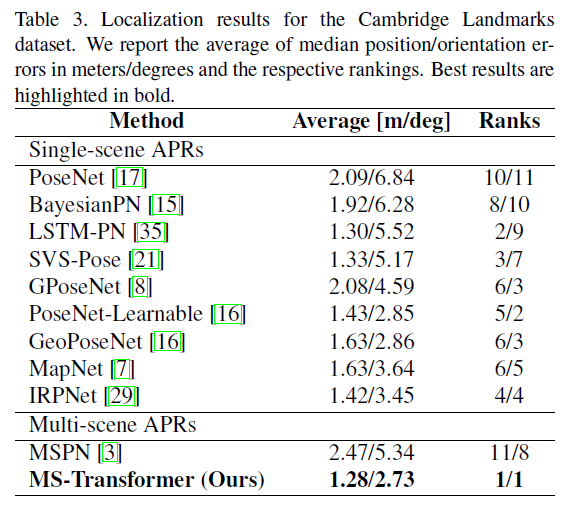 Table 3. Localization results for the Cambridge Landmarks
dataset. We report the average of median position/orientation er-
rors in meters/degrees and the respective rankings. Best results are
highlighted in bold.
Method Average [m/deg] Ranks
Single-scene APRs
PoseNet [17] 2.09/6.84 10/11
BayesianPN [15] 1.92/6.28 8/10
LSTM-PN [35] 1.30/5.52 2/9
SVS-Pose [21] 1.33/5.17 3/7
GPoseNet [8] 2.08/4.59 6/3
PoseNet-Learnable [16] 1.43/2.85 5/2
GeoPoseNet [16] 1.63/2.86 6/3
MapNet [7] 1.63/3.64 6/5
IRPNet [29] 1.42/3.45 4/4
Multi-scene APRs
MSPN [3] 2.47/5.34 11/8
MS-Transformer (Ours) 1.28/2.73 1/1